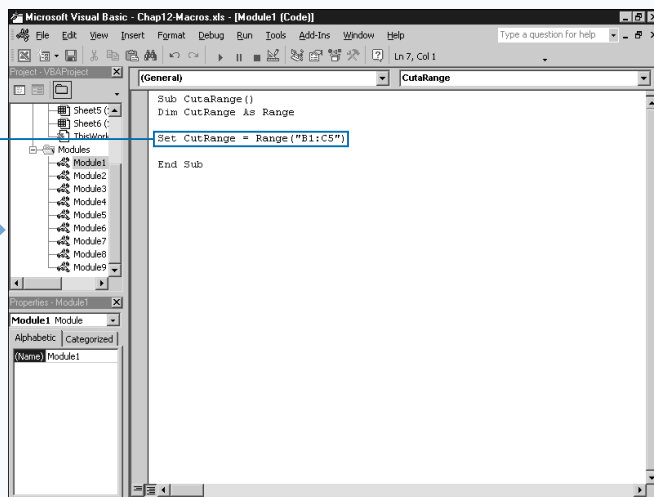 Microsoft Visual Basic - Chap12-Macros.xls - [Module1 (Code)]
File Edit View Insert Format Debug Run Tools Add-Ins Window Help
Type a question for help
Ln 7, Col 1
Project - VBAProject
(General)
CutaRange
Sheet5 (
Sheet6 (
ThisWork
Modules
Module1
Module2
Module3
Module4
Module5
Module6
Module7
Module8
Module9
Sub CutaRange()
Dim CutRange As Range
Set CutRange = Range("B1:C5")
End Sub
Properties - Module1
Module1 Module
Alphabetic Categorized
(Name) Module1